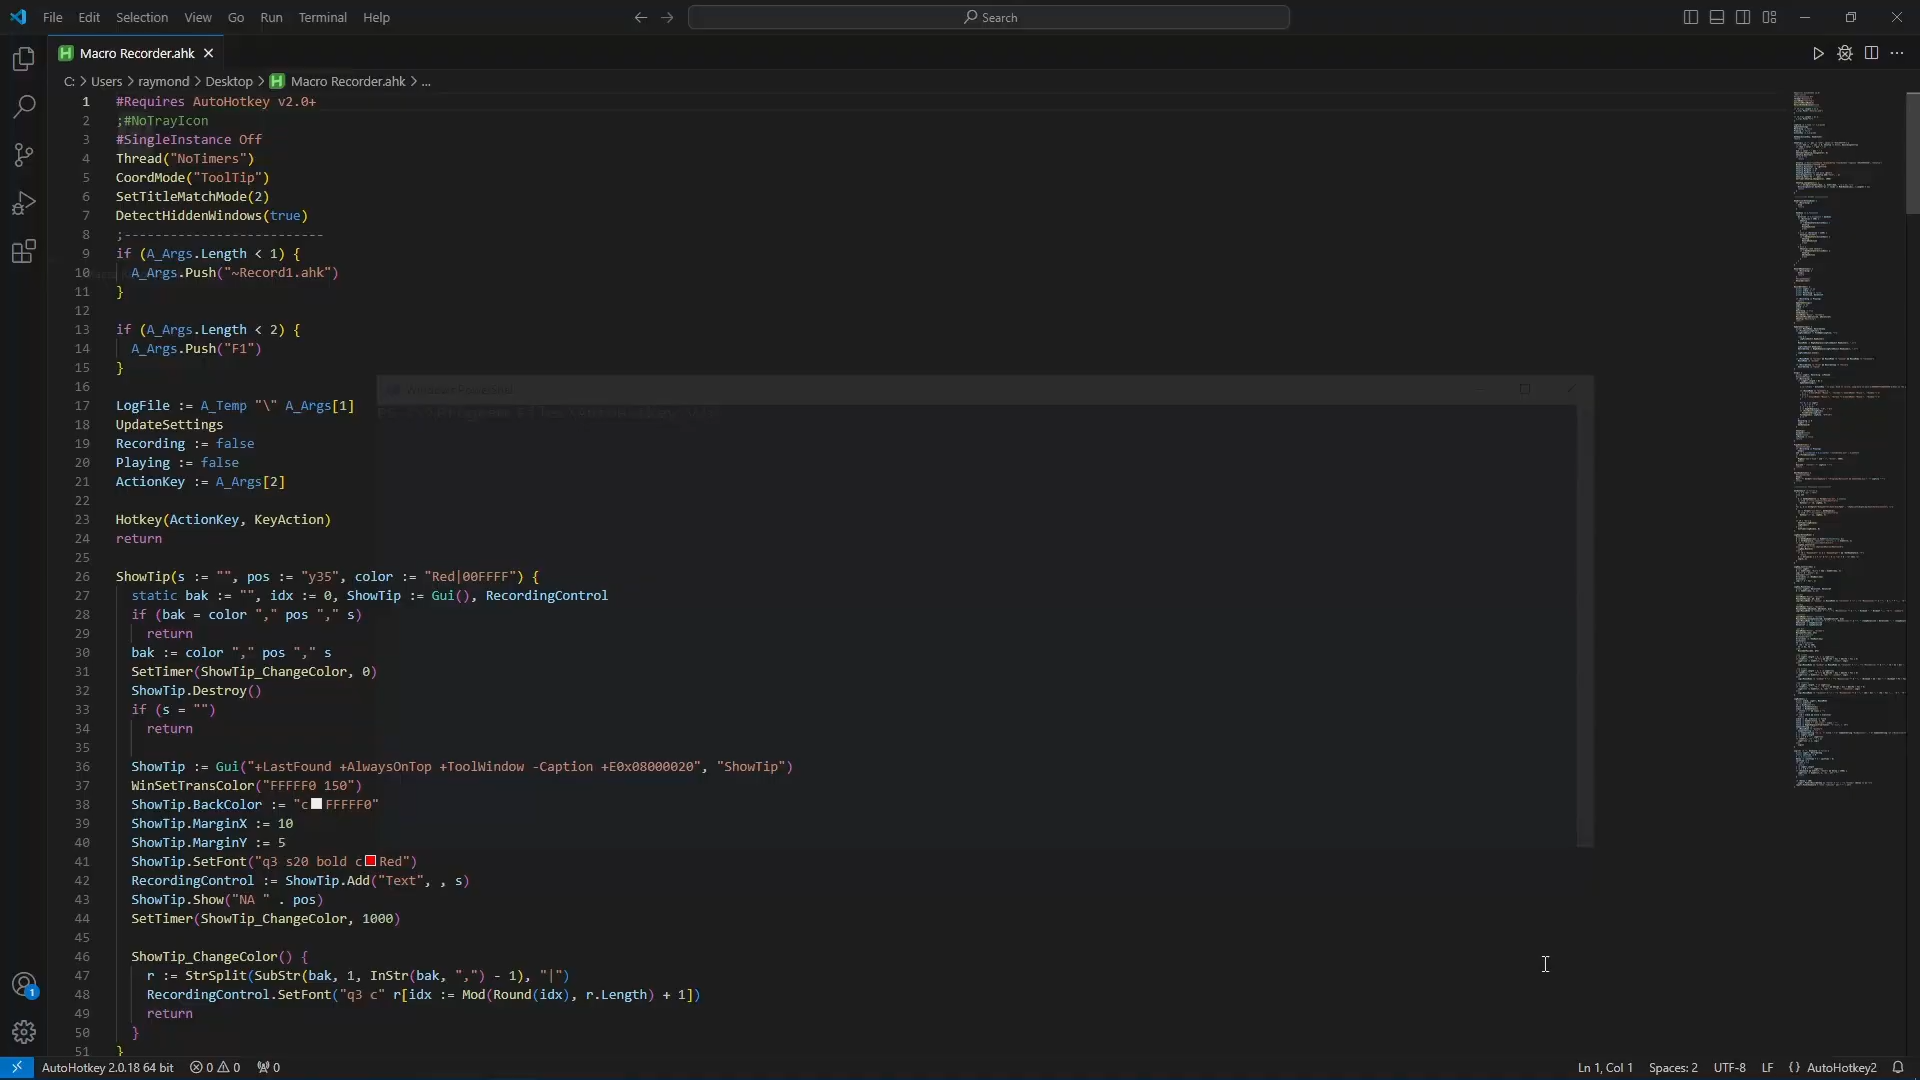 File Edit Selection View Go Run Terminal Help
Search
Macro Recorder.ahk
C: > Users > raymond > Desktop > Macro Recorder.ahk > ...
1 #Requires AutoHotkey v2.0+
2 ;#NoTrayIcon
3 #SingleInstance Off
4 Thread("NoTimers")
5 CoordMode("ToolTip")
6 SetTitleMatchMode(2)
7 DetectHiddenWindows(true)
8 ;--------------------------
9 if (A_Args.Length < 1) {
10 A_Args.Push("~Record1.ahk")
11 }
12
13 if (A_Args.Length < 2) {
14 A_Args.Push("F1")
15 }
16
17 LogFile := A_Temp "\" A_Args[1]
18 UpdateSettings
19 Recording := false
20 Playing := false
21 ActionKey := A_Args[2]
22
23 Hotkey(ActionKey, KeyAction)
24 return
25
26 ShowTip(s := "", pos := "y35", color := "Red|00FFFF") {
27 static bak := "", idx := 0, ShowTip := Gui(), RecordingControl
28 if (bak = color "," pos "," s)
29 return
30 bak := color "," pos "," s
31 SetTimer(ShowTip_ChangeColor, 0)
32 ShowTip.Destroy()
33 if (s = "")
34 return
35
36 ShowTip := Gui("+LastFound +AlwaysOnTop +ToolWindow -Caption +E0x08000020", "ShowTip")
37 WinSetTransColor("FFFFF0 150")
38 ShowTip.BackColor := "cFFFFF0"
39 ShowTip.MarginX := 10
40 ShowTip.MarginY := 5
41 ShowTip.SetFont("q3 s20 bold cRed")
42 RecordingControl := ShowTip.Add("Text", , s)
43 ShowTip.Show("NA " . pos)
44 SetTimer(ShowTip_ChangeColor, 1000)
45
46 ShowTip_ChangeColor() {
47 r := StrSplit(SubStr(bak, 1, InStr(bak, ",") - 1), "|")
48 RecordingControl.SetFont("q3 c" r[idx := Mod(Round(idx), r.Length) + 1])
49 return
50 }
51 }
1
AutoHotkey 2.0.18 64 bit 0 0 0 Ln 1, Col 1 Spaces: 2 UTF-8 LF {} AutoHotkey2